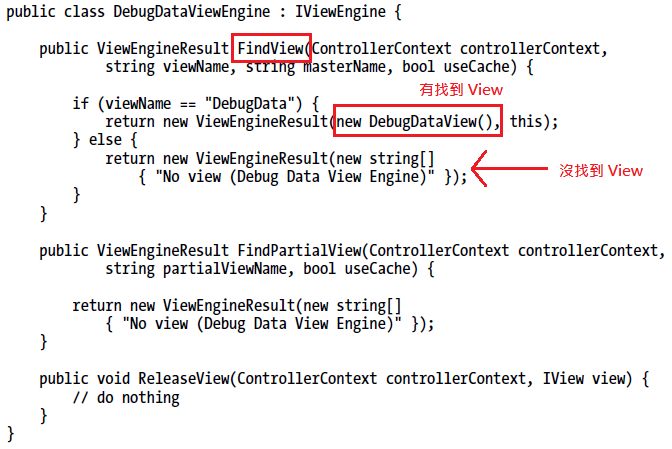 public class DebugDataViewEngine : IViewEngine {
public ViewEngineResult FindView(ControllerContext controllerContext,
string viewName, string masterName, bool useCache) {
有找到 View
if (viewName == "DebugData") {
return new ViewEngineResult(new DebugDataView(), this);
} else {
return new ViewEngineResult(new string[]
{ "No view (Debug Data View Engine)" });
沒找到 View
}
}
public ViewEngineResult FindPartialView(ControllerContext controllerContext,
string partialViewName, bool useCache) {
return new ViewEngineResult(new string[]
{ "No view (Debug Data View Engine)" });
}
public void ReleaseView(ControllerContext controllerContext, IView view) {
// do nothing
}
}